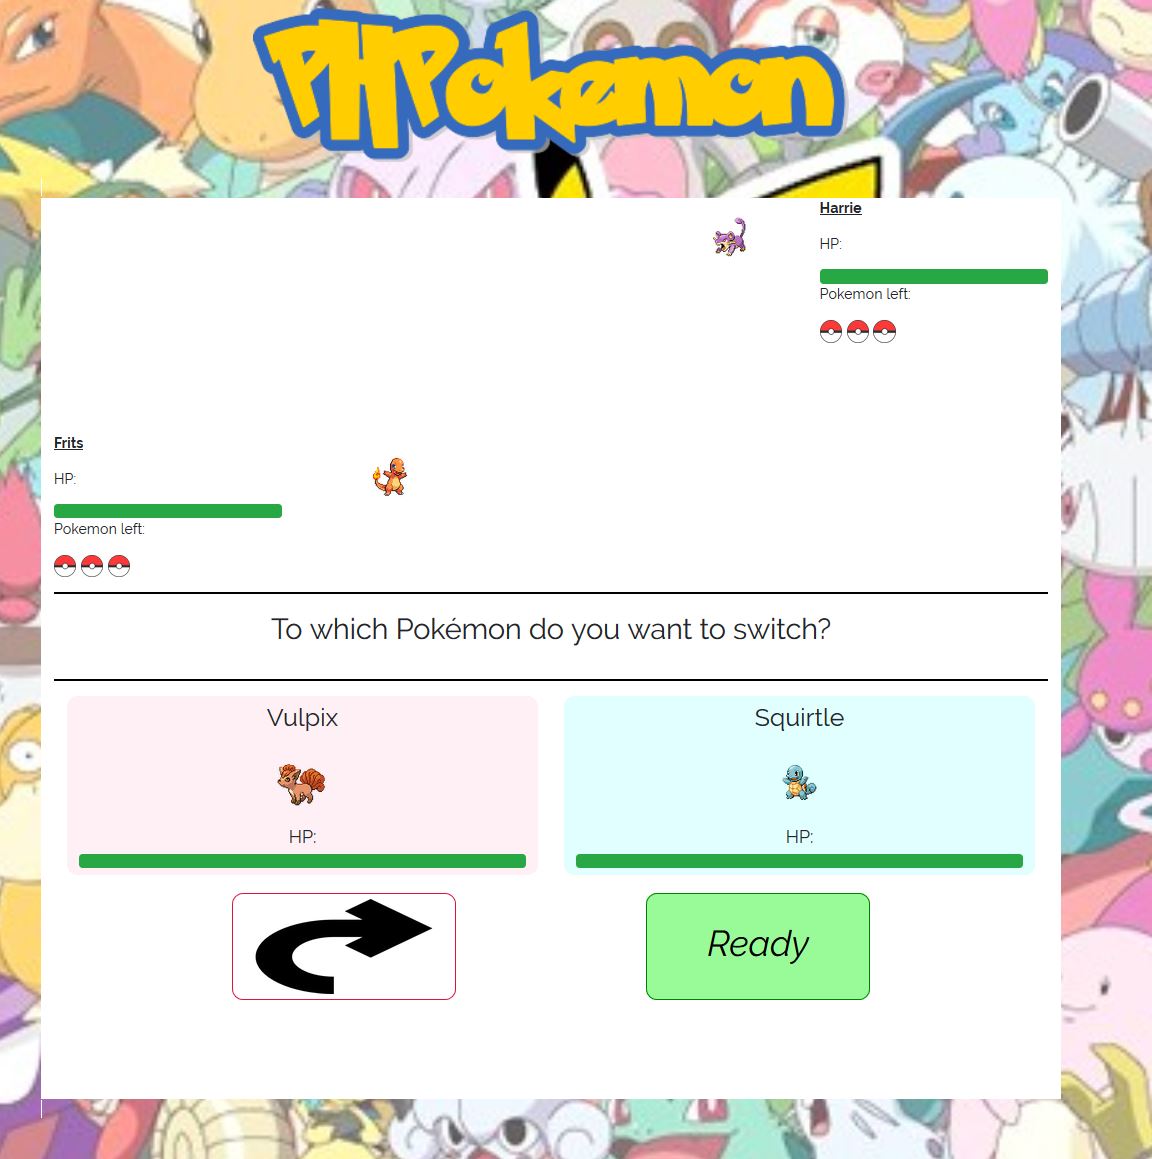 PHPokemon
Harrie
HP:
Pokemon left:
Frits
HP:
Pokemon left:
To which Pokémon do you want to switch?
Vulpix
HP:
Squirtle
HP:
Ready